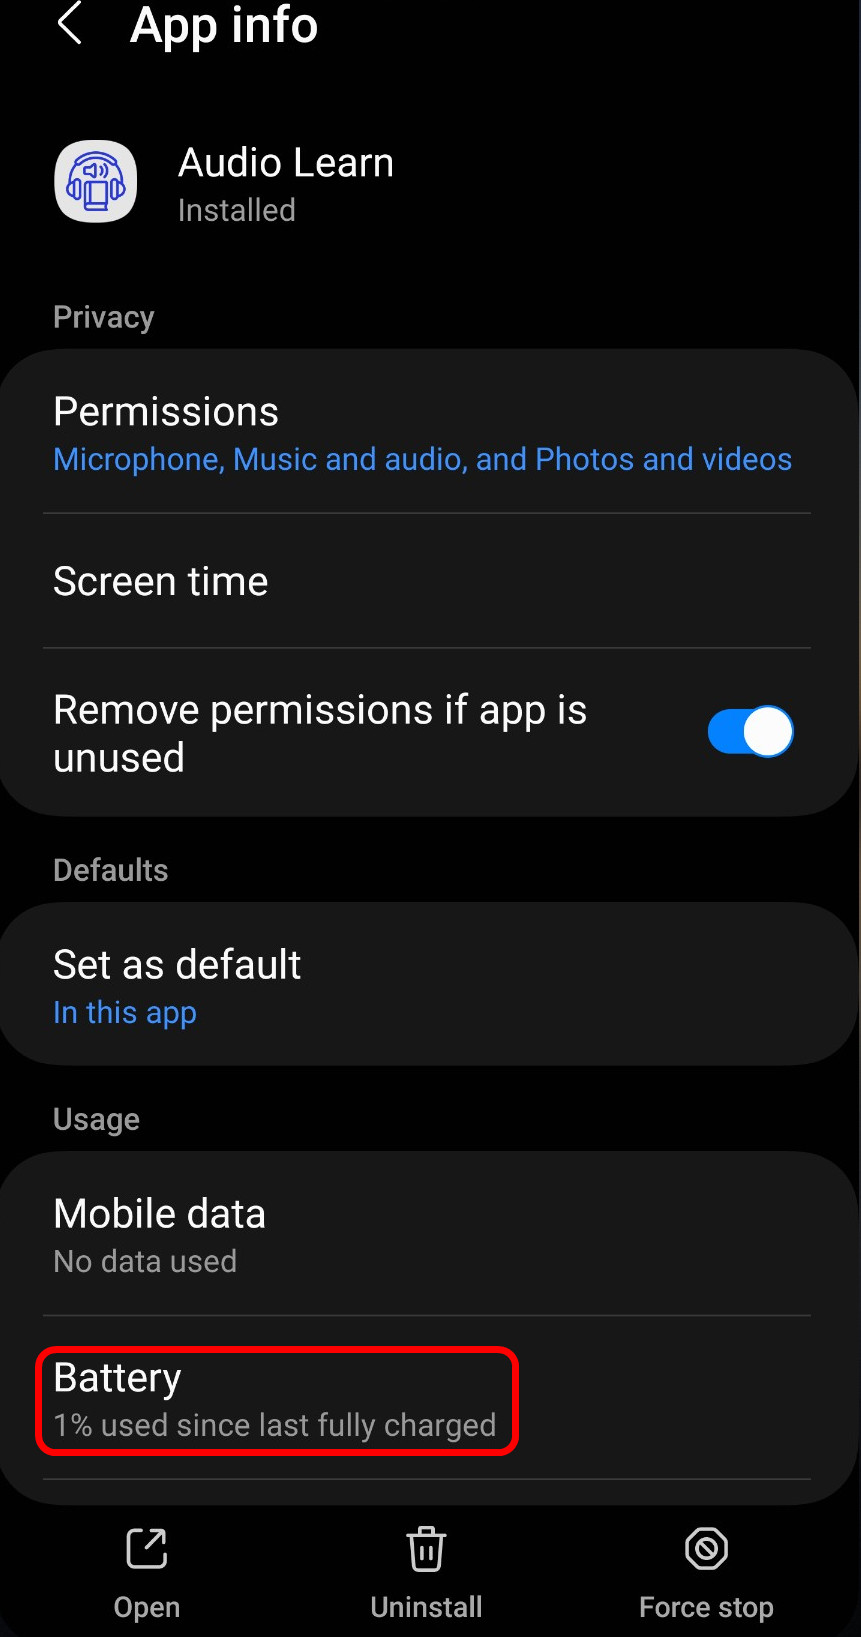 App info
Audio Learn
Installed
Privacy
Permissions
Microphone, Music and audio, and Photos and videos
Screen time
Remove permissions if app is
unused
Defaults
Set as default
In this app
Usage
Mobile data
No data used
Battery
1% used since last fully charged
Open
Uninstall
Force stop